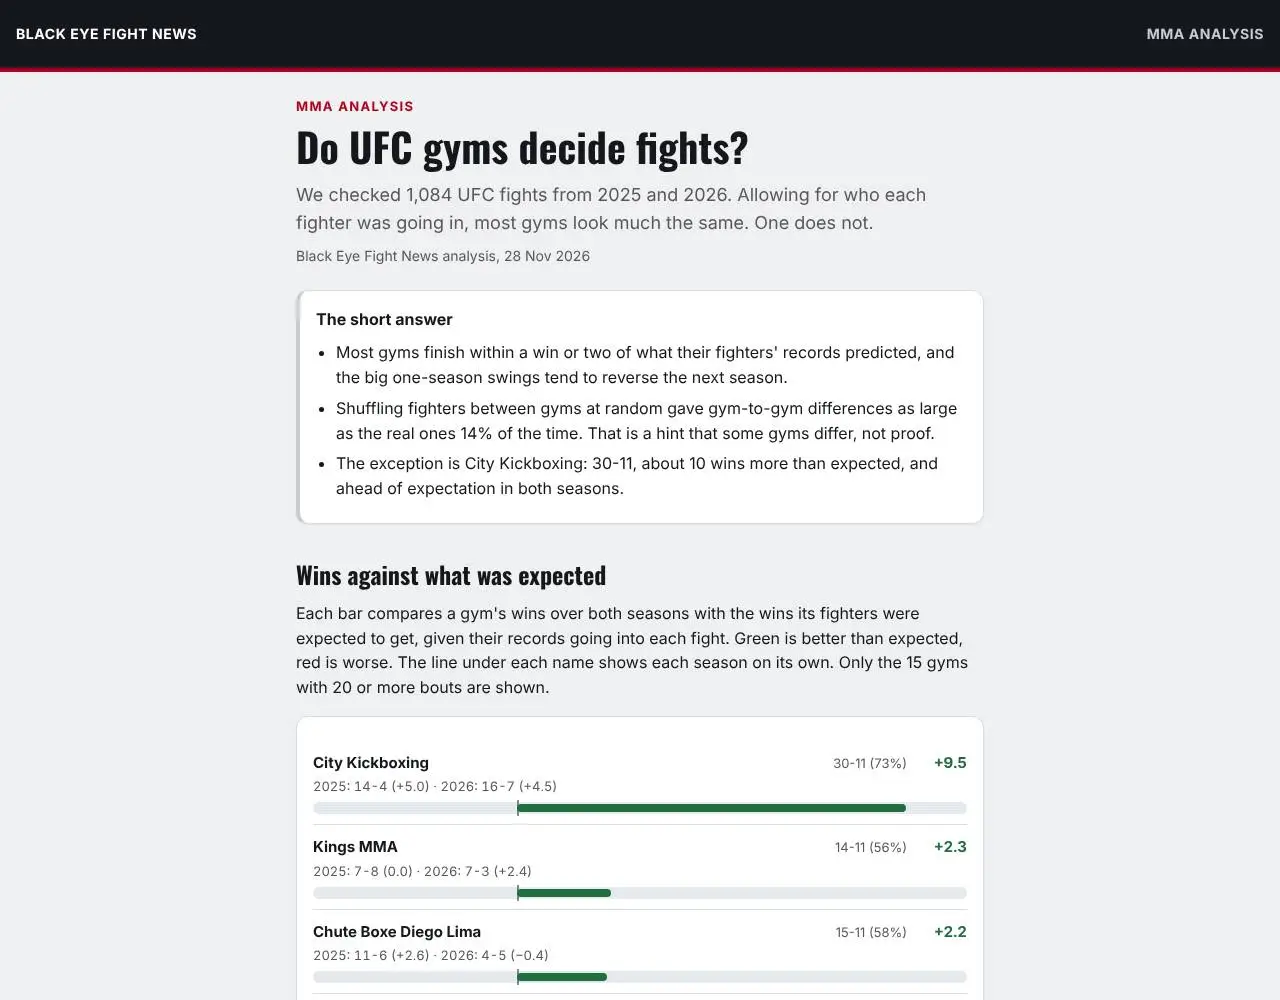 BLACK EYE FIGHT NEWS
MMA ANALYSIS
MMA ANALYSIS
Do UFC gyms decide fights?
We checked 1,084 UFC fights from 2025 and 2026. Allowing for who each
fighter was going in, most gyms look much the same. One does not.
Black Eye Fight News analysis, 28 Nov 2026
The short answer
• Most gyms finish within a win or two of what their fighters' records predicted, and
the big one-season swings tend to reverse the next season.
• Shuffling fighters between gyms at random gave gym-to-gym differences as large
as the real ones 14% of the time. That is a hint that some gyms differ, not proof.
• The exception is City Kickboxing: 30-11, about 10 wins more than expected, and
ahead of expectation in both seasons.
Wins against what was expected
Each bar compares a gym's wins over both seasons with the wins its fighters were
expected to get, given their records going into each fight. Green is better than expected,
red is worse. The line under each name shows each season on its own. Only the 15 gyms
with 20 or more bouts are shown.
City Kickboxing 30-11 (73%) +9.5
2025: 14-4 (+5.0) · 2026: 16-7 (+4.5)
Kings MMA 14-11 (56%) +2.3
2025: 7-8 (0.0) · 2026: 7-3 (+2.4)
Chute Boxe Diego Lima 15-11 (58%) +2.2
2025: 11-6 (+2.6) · 2026: 4-5 (−0.4)